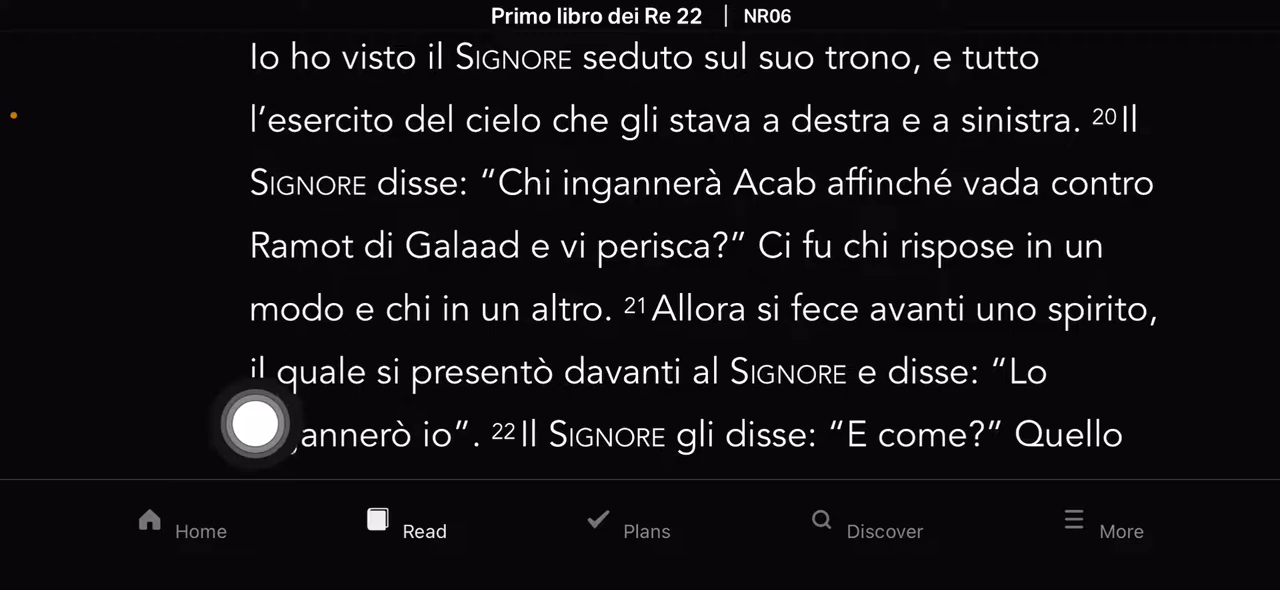 Primo libro dei Re 22 | NR06
Io ho visto il SIGNORE seduto sul suo trono, e tutto
l’esercito del cielo che gli stava a destra e a sinistra. 20 Il
SIGNORE disse: “Chi ingannerà Acab affinché vada contro
Ramot di Galaad e vi perisca?” Ci fu chi rispose in un
modo e chi in un altro. 21 Allora si fece avanti uno spirito,
il quale si presentò davanti al SIGNORE e disse: “Lo
io”. 22 Il SIGNORE gli disse: “E come?” Quello
Home Read Plans Discover More